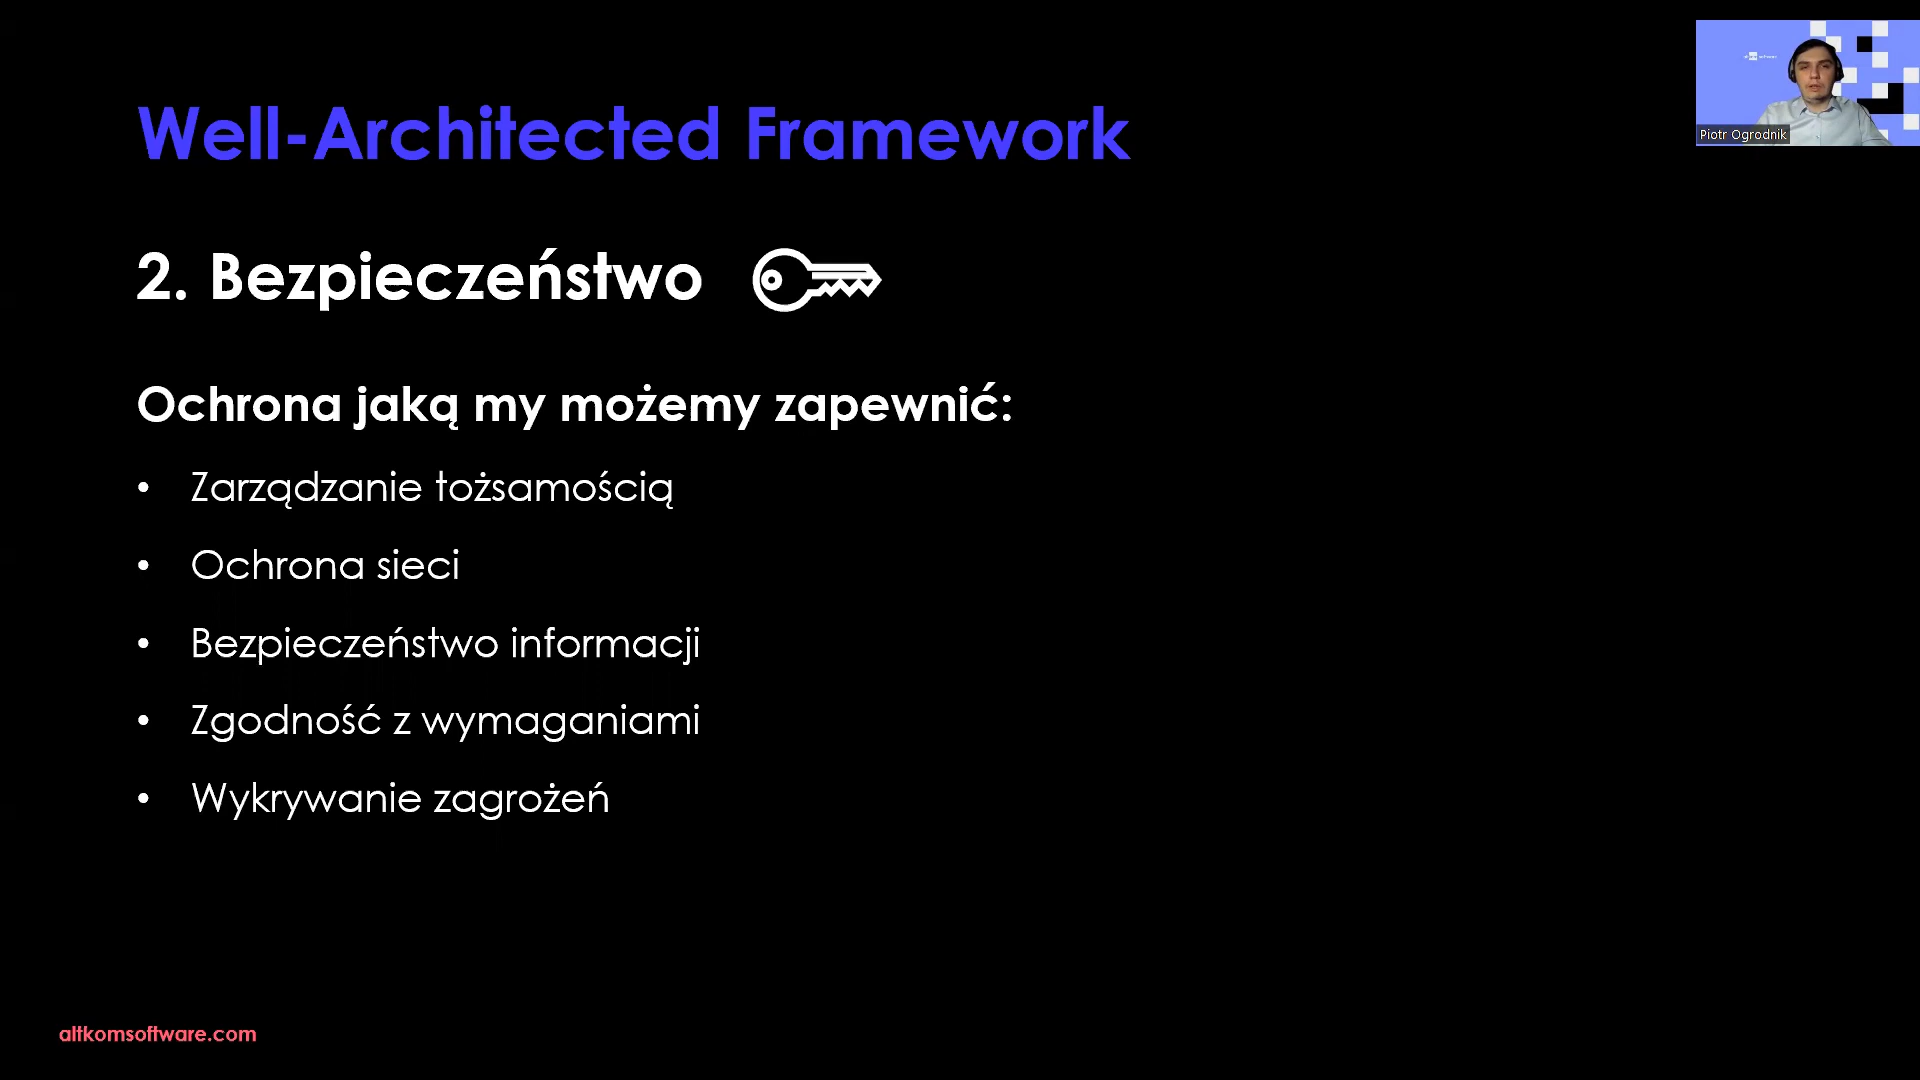 Well-Architected Framework
Piotr Ogrodnik
2. Bezpieczeństwo
Ochrona jaką my możemy zapewnić:
• Zarządzanie tożsamością
• Ochrona sieci
• Bezpieczeństwo informacji
• Zgodność z wymaganiami
• Wykrywanie zagrożeń
altkomsoftware.com